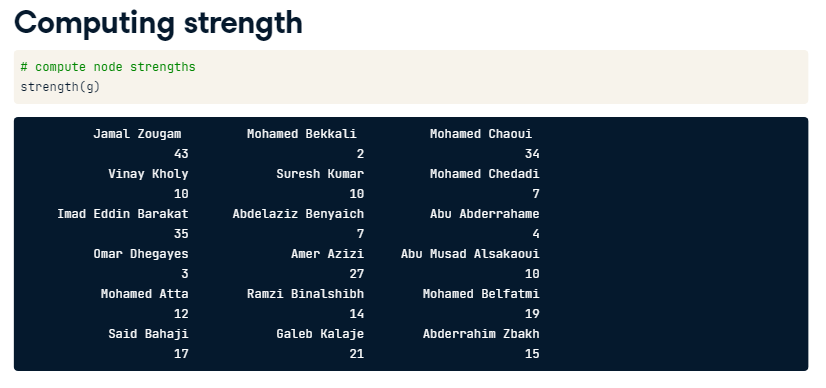 Computing strength
# compute node strengths
strength(g)
Jamal Zougam Mohamed Bekkali Mohamed Chaoui
43 2 34
Vinay Kholy Suresh Kumar Mohamed Chedadi
10 10 7
Imad Eddin Barakat Abdelaziz Benyaich Abu Abderrahame
35 7 4
Omar Dhegayes Amer Azizi Abu Musad Alsakaoui
3 27 10
Mohamed Atta Ramzi Binalshibh Mohamed Belfatmi
12 14 19
Said Bahaji Galeb Kalaje Abderrahim Zbakh
17 21 15